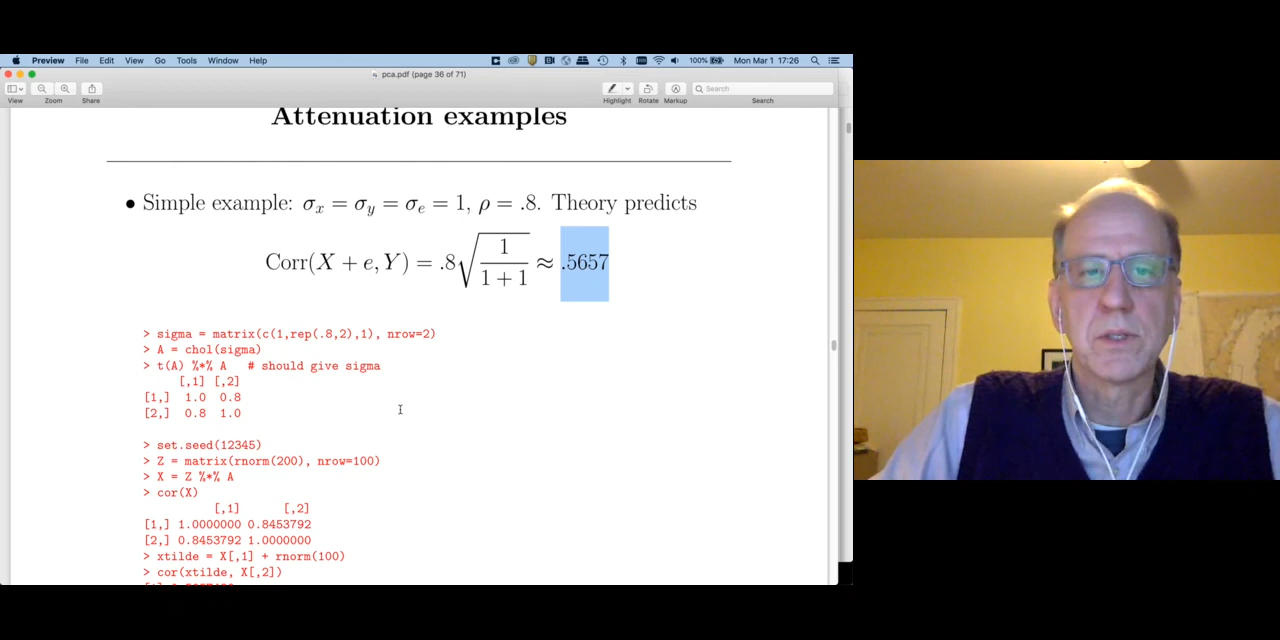 Preview File Edit View Go Tools Window Help 100% Mon Mar 1 17:26
pca.pdf (page 36 of 71)
View Zoom Share Highlight Rotate Markup Search
Search
Attenuation examples
• Simple example: σx = σy = σe = 1, ρ = .8. Theory predicts
Corr(X + e, Y) = .8√(1/(1 + 1)) ≈ .5657
> sigma = matrix(c(1,rep(.8,2),1), nrow=2)
> A = chol(sigma)
> t(A) %*% A # should give sigma
[,1] [,2]
[1,] 1.0 0.8
[2,] 0.8 1.0
> set.seed(12345)
> Z = matrix(rnorm(200), nrow=100)
> X = Z %*% A
> cor(X)
[,1] [,2]
[1,] 1.0000000 0.8453792
[2,] 0.8453792 1.0000000
> xtilde = X[,1] + rnorm(100)
> cor(xtilde, X[,2])